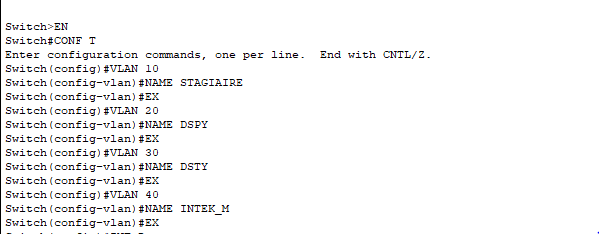 Switch>EN
Switch#CONF T
Enter configuration commands, one per line.  End with CNTL/Z.
Switch(config)#VLAN 10
Switch(config-vlan)#NAME STAGIAIRE
Switch(config-vlan)#EX
Switch(config)#VLAN 20
Switch(config-vlan)#NAME DSPY
Switch(config-vlan)#EX
Switch(config)#VLAN 30
Switch(config-vlan)#NAME DSTY
Switch(config-vlan)#EX
Switch(config)#VLAN 40
Switch(config-vlan)#NAME INTEK_M
Switch(config-vlan)#EX